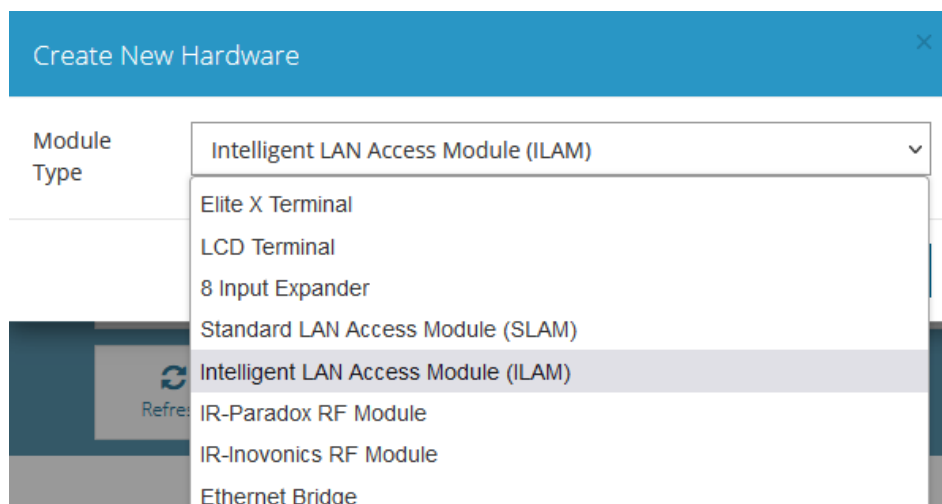 Create New Hardware
×
Module
Type
Intelligent LAN Access Module (ILAM)
Elite X Terminal
LCD Terminal
8 Input Expander
Standard LAN Access Module (SLAM)
Intelligent LAN Access Module (ILAM)
Refre
IR-Paradox RF Module
IR-Inovonics RF Module
Ethernet Bridge